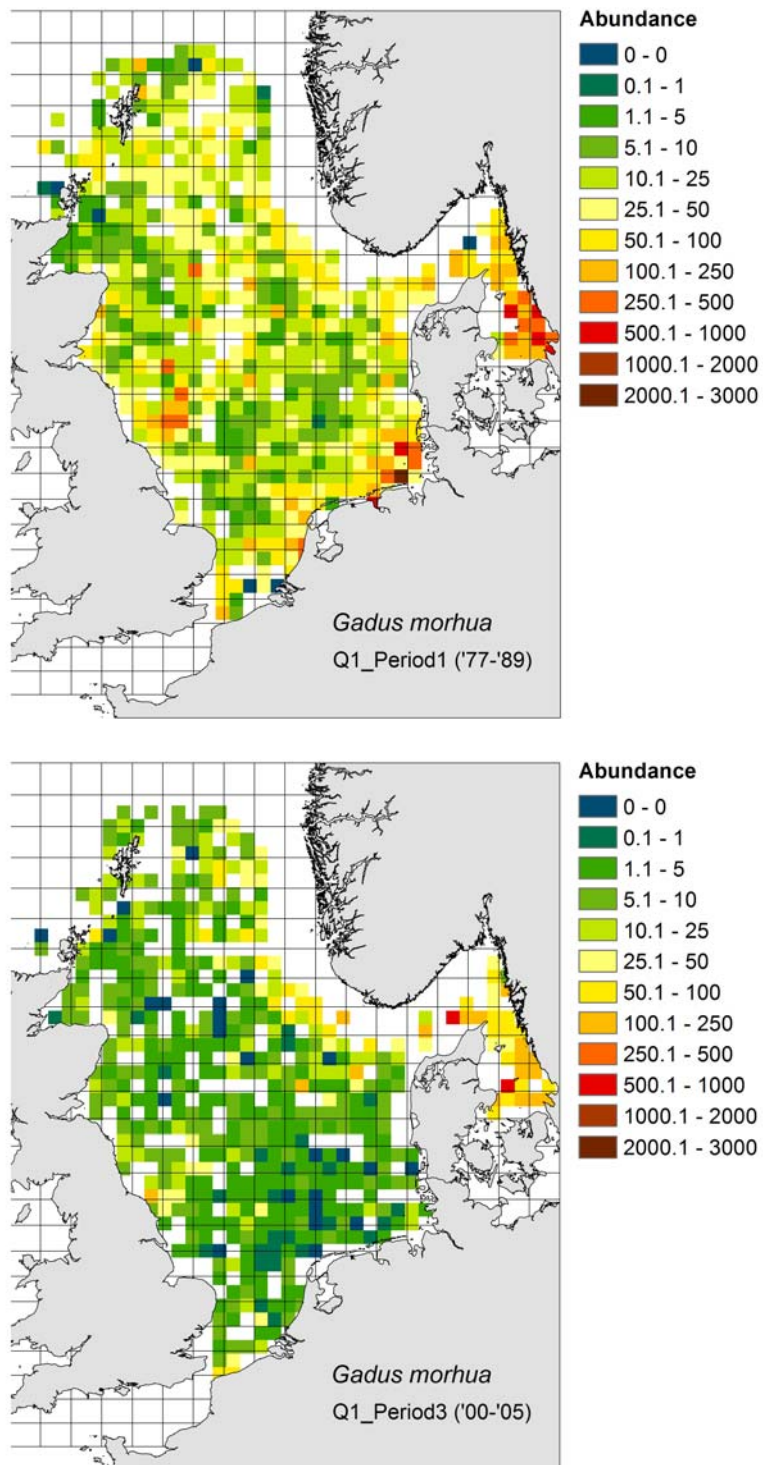 Abundance
0 - 0
0.1 - 1
1.1 - 5
5.1 - 10
10.1 - 25
25.1 - 50
50.1 - 100
100.1 - 250
250.1 - 500
500.1 - 1000
1000.1 - 2000
2000.1 - 3000
Gadus morhua
Q1_Period1 ('77-'89)
Abundance
0 - 0
0.1 - 1
1.1 - 5
5.1 - 10
10.1 - 25
25.1 - 50
50.1 - 100
100.1 - 250
250.1 - 500
500.1 - 1000
1000.1 - 2000
2000.1 - 3000
Gadus morhua
Q1_Period3 ('00-'05)